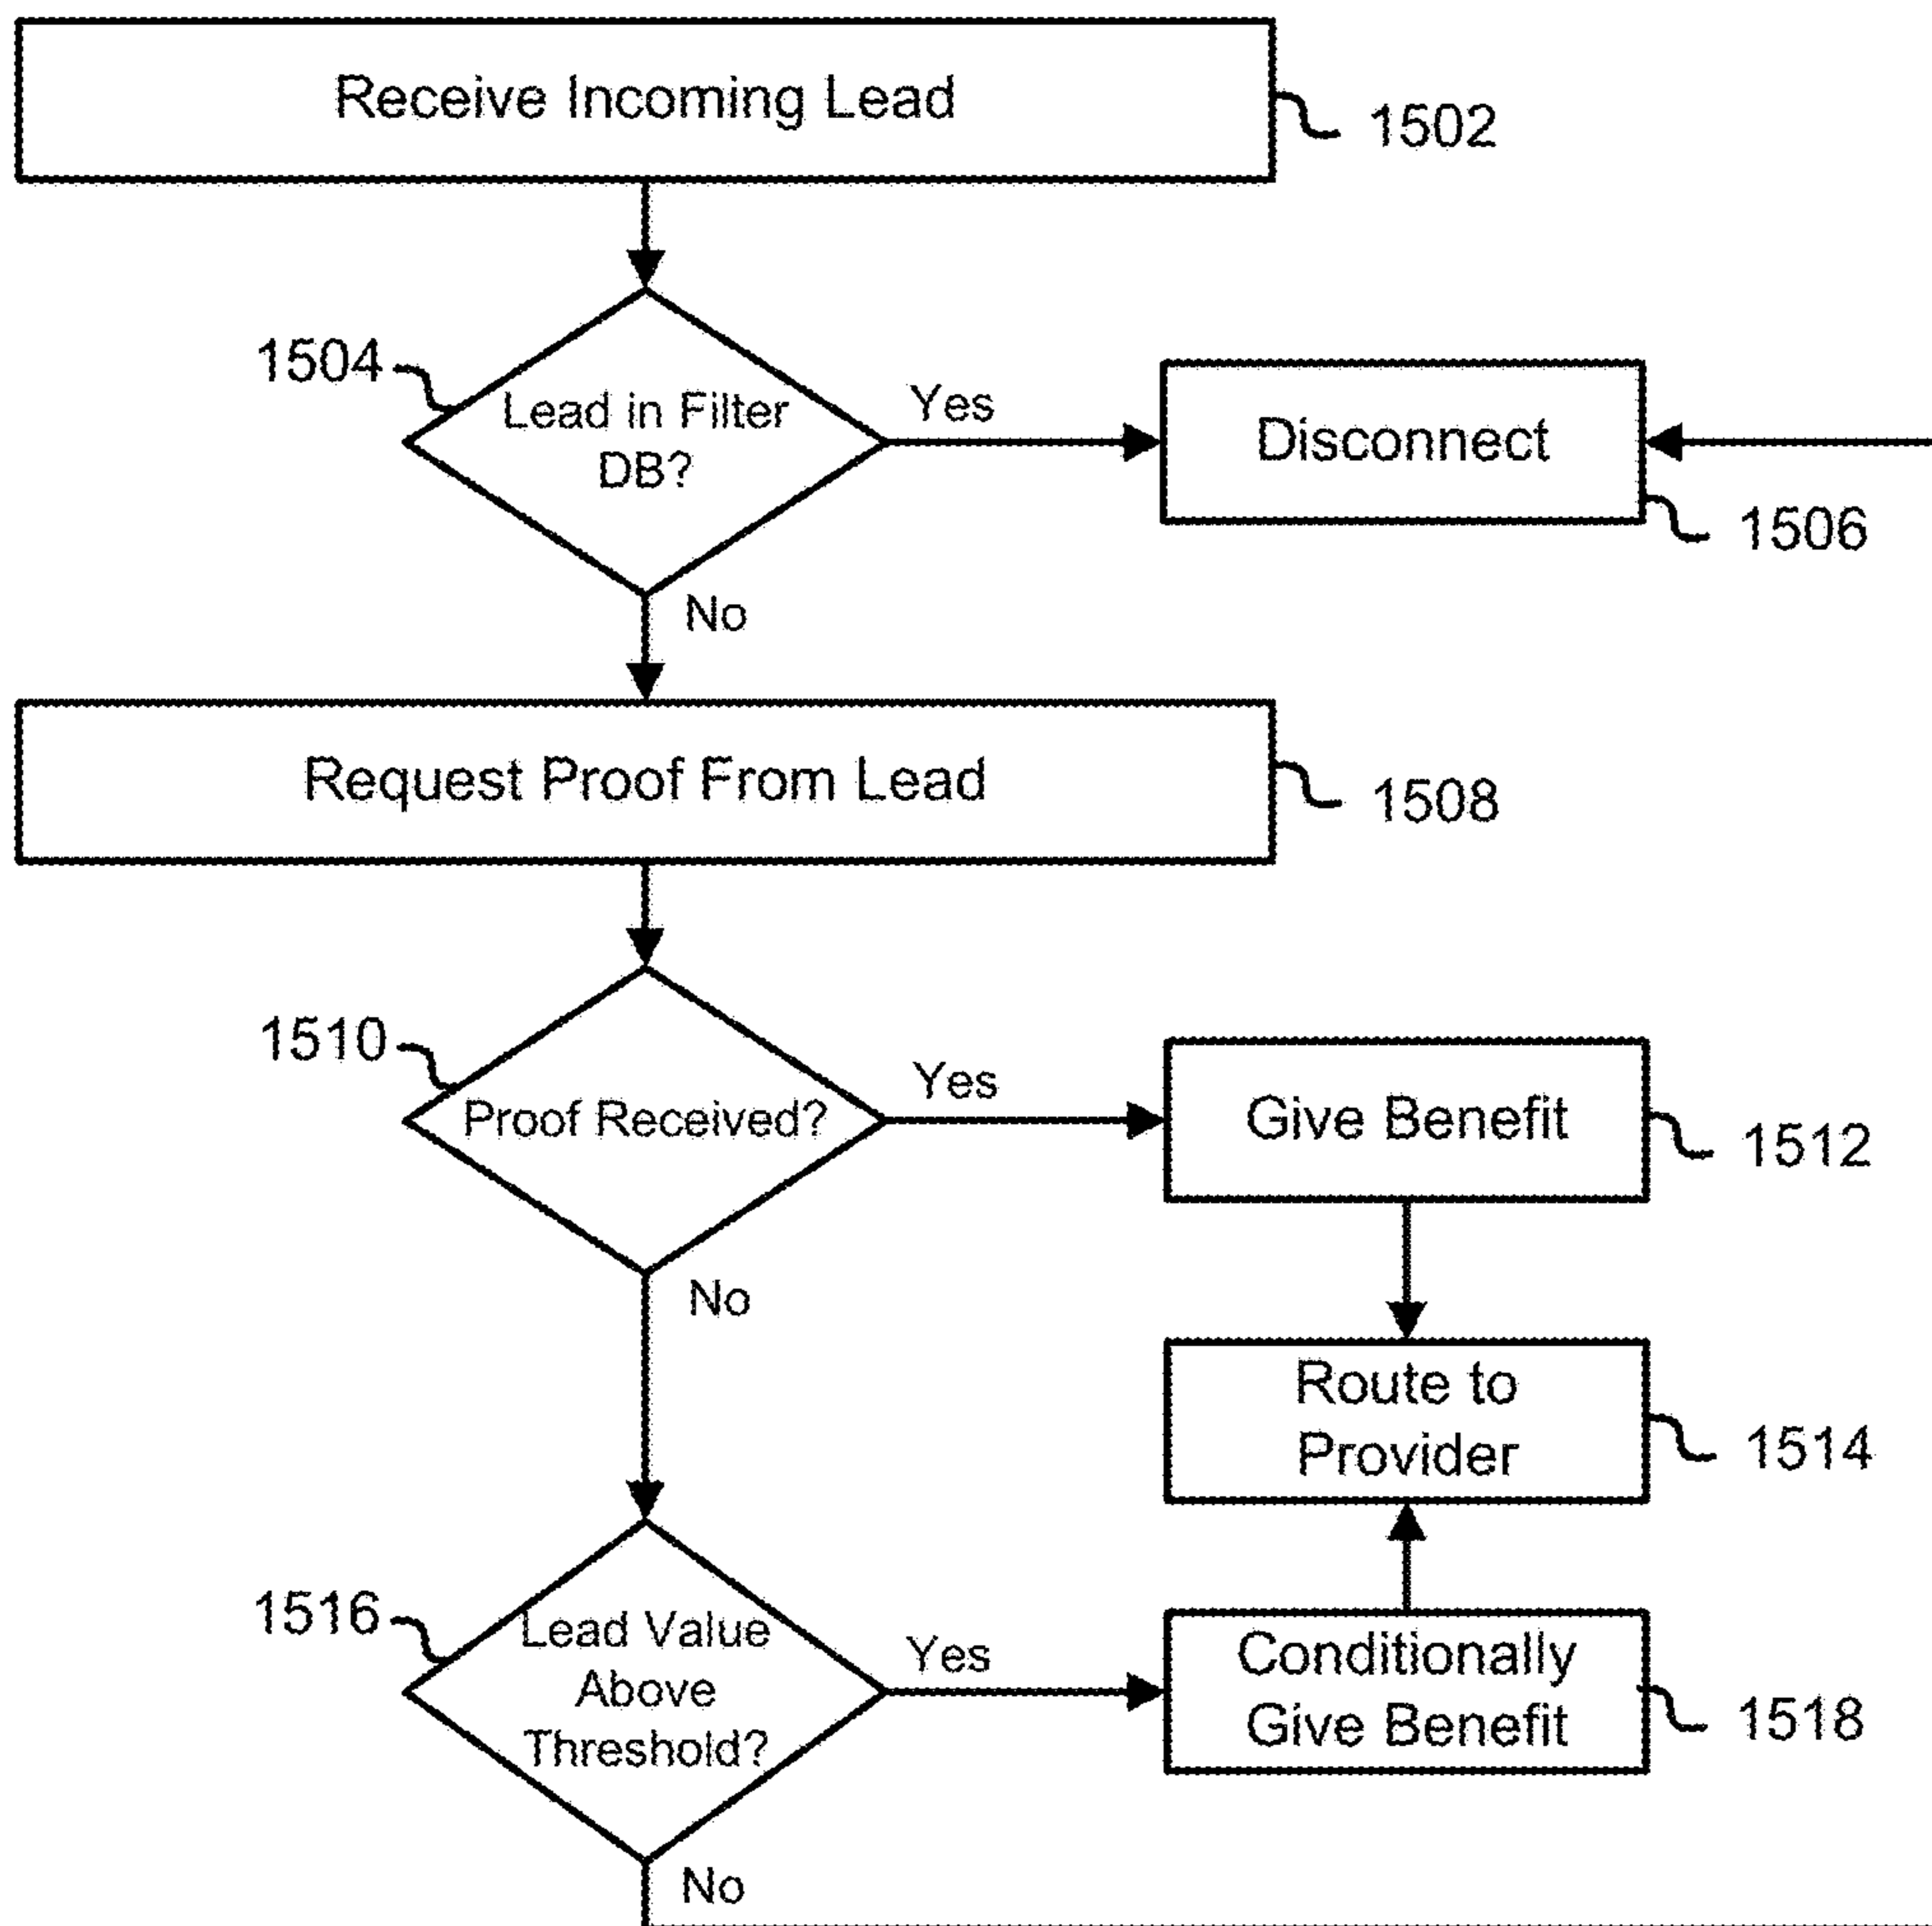 Receive Incoming Lead
1502
1504
Lead in Filter
DB?
Yes
Disconnect
1506
No
Request Proof From Lead
1508
1510
Proof Received?
Yes
Give Benefit
1512
No
Route to
Provider
1514
1516
Lead Value
Above
Threshold?
Yes
Conditionally
Give Benefit
1518
No